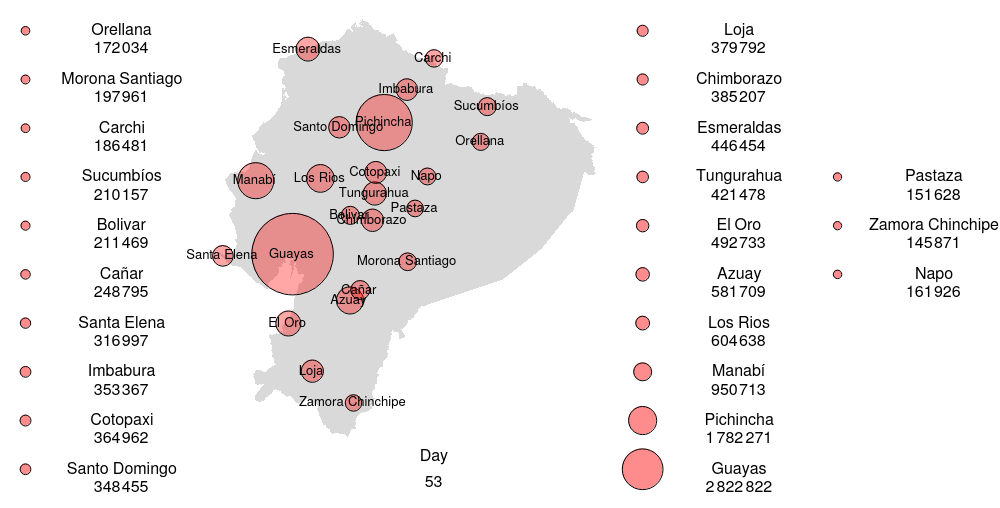 Orellana
172034
Morona Santiago
197961
Carchi
186481
Sucumbíos
210157
Bolivar
211469
Cañar
248795
Santa Elena
316997
Imbabura
353367
Cotopaxi
364962
Santo Domingo
348455
Esmeraldas
Carchi
Imbabura
Sucumbíos
Pichincha
Santo Domingo
Orellana
Cotopaxi
Napo
Manabí
Los Rios
Tungurahua
Pastaza
Bolivar
Chimborazo
Santa Elena
Guayas
Morona Santiago
Cañar
Azuay
El Oro
Loja
Zamora Chinchipe
Day
53
Loja
379792
Chimborazo
385207
Esmeraldas
446454
Tungurahua
421478
El Oro
492733
Azuay
581709
Los Rios
604638
Manabí
950713
Pichincha
1782271
Guayas
2822822
Pastaza
151628
Zamora Chinchipe
145871
Napo
161926